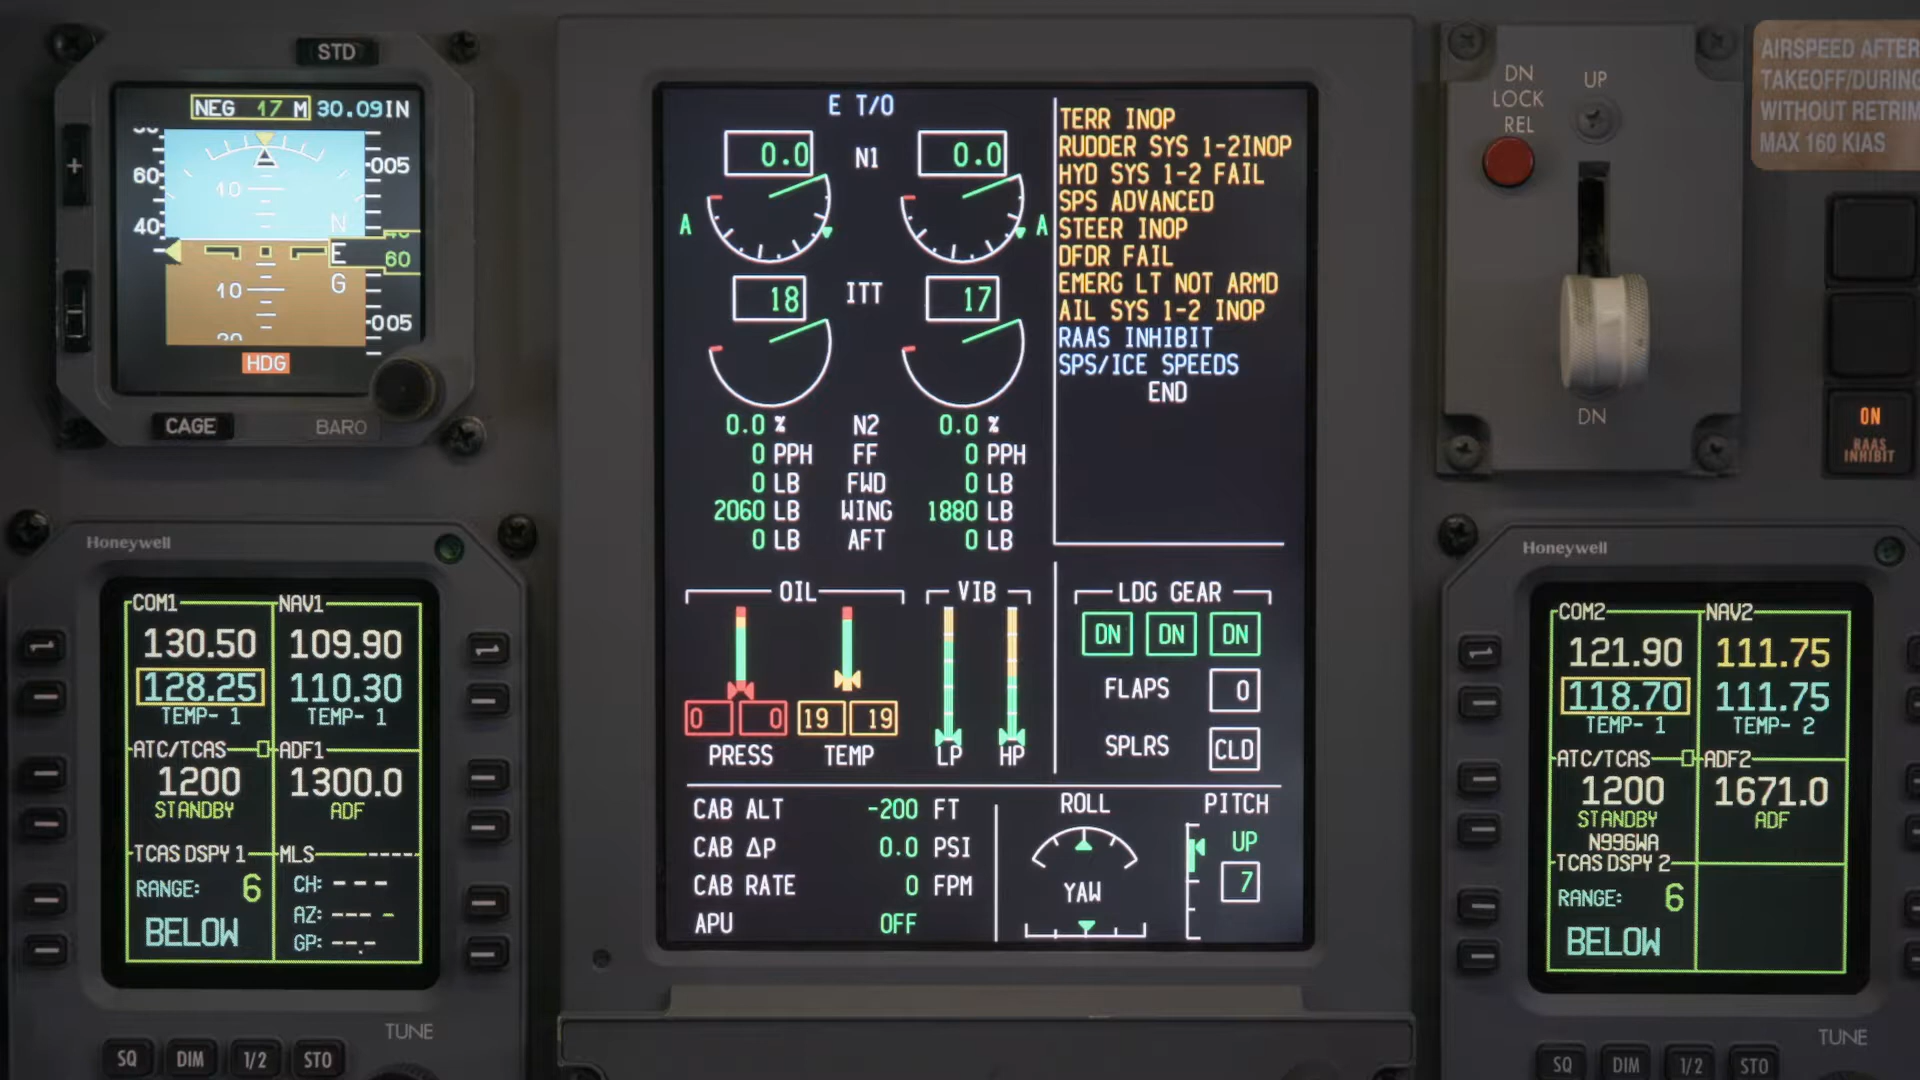 STD
NEG 17 M 30.09IN
60
40
10
005
N
E
G
60
10
20
005
HDG
CAGE
BARO
E T/O
0.0 N1 0.0
A A
18 ITT 17
0.0 % N2 0.0 %
0 PPH FF 0 PPH
0 LB FWD 0 LB
2060 LB WING 1880 LB
0 LB AFT 0 LB
TERR INOP
RUDDER SYS 1-2INOP
HYD SYS 1-2 FAIL
SPS ADVANCED
STEER INOP
DFDR FAIL
EMERG LT NOT ARMD
AIL SYS 1-2 INOP
RAAS INHIBIT
SPS/ICE SPEEDS
END
OIL VIB
0 0 19 19
PRESS TEMP LP HP
LDG GEAR
DN DN DN
FLAPS 0
SPLRS CLD
CAB ALT -200 FT
CAB ΔP 0.0 PSI
CAB RATE 0 FPM
APU OFF
ROLL PITCH
UP
YAW 7
DN
LOCK
REL
UP
DN
AIRSPEED AFTER
TAKEOFF/DURING
WITHOUT RETRIM
MAX 160 KIAS
ON
RAAS
INHIBIT
Honeywell
COM1 NAV1
130.50 109.90
128.25 110.30
TEMP- 1 TEMP- 1
ATC/TCAS ADF1
1200 1300.0
STANDBY ADF
TCAS DSPY 1 MLS ----
RANGE: 6 CH: ---
AZ: --- -
BELOW GP: --.-
TUNE
SQ DIM 1/2 STO
Honeywell
COM2 NAV2
121.90 111.75
118.70 111.75
TEMP- 1 TEMP- 2
ATC/TCAS ADF2
1200 1671.0
STANDBY ADF
N996WA
TCAS DSPY 2
RANGE: 6
BELOW
TUNE
SQ DIM 1/2 STO